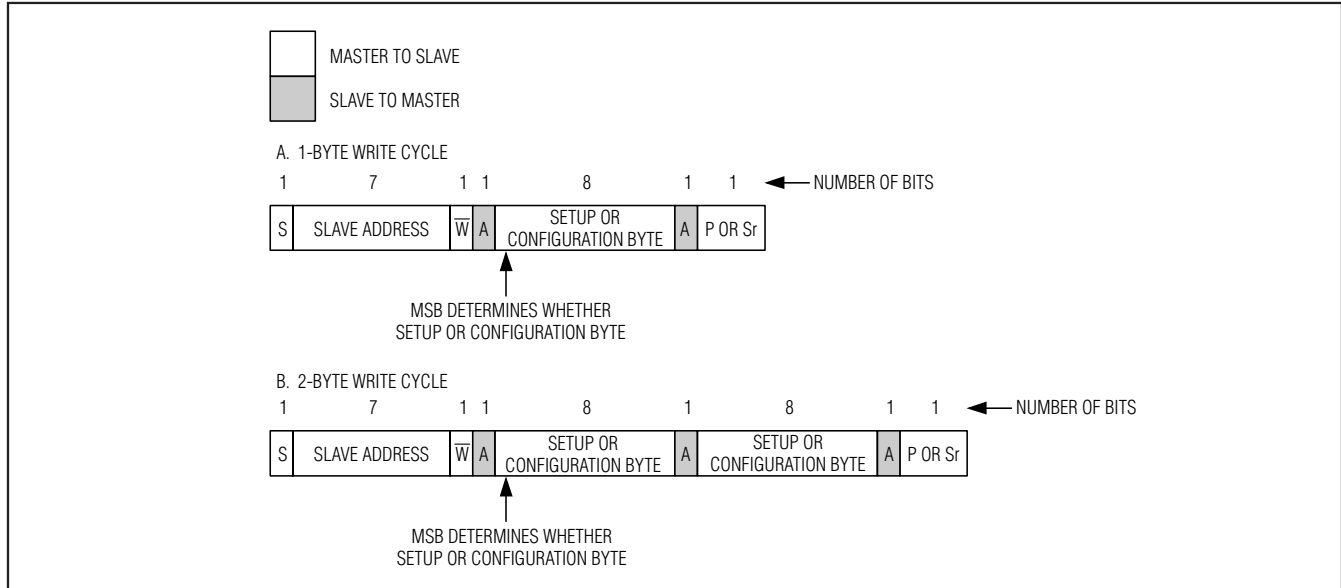 MASTER TO SLAVE
SLAVE TO MASTER
A. 1-BYTE WRITE CYCLE
1 7 1 1 8 1 1 NUMBER OF BITS
S SLAVE ADDRESS W̅ A SETUP OR CONFIGURATION BYTE A P OR Sr
MSB DETERMINES WHETHER
SETUP OR CONFIGURATION BYTE
B. 2-BYTE WRITE CYCLE
1 7 1 1 8 1 8 1 1 NUMBER OF BITS
S SLAVE ADDRESS W̅ A SETUP OR CONFIGURATION BYTE A SETUP OR CONFIGURATION BYTE A P OR Sr
MSB DETERMINES WHETHER
SETUP OR CONFIGURATION BYTE